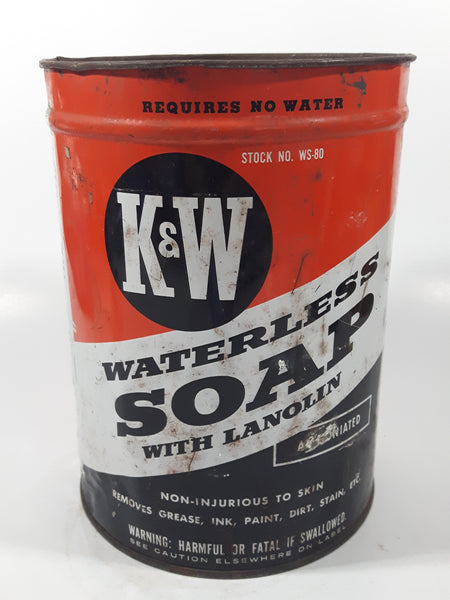 REQUIRES NO WATER
STOCK NO. WS-80
K&W
WATERLESS
SOAP
WITH LANOLIN
NON-INJURIOUS TO SKIN
REMOVES GREASE, INK, PAINT, DIRT, STAIN, ETC.
WARNING: HARMFUL OR FATAL IF SWALLOWED.
SEE CAUTION ELSEWHERE ON LABEL